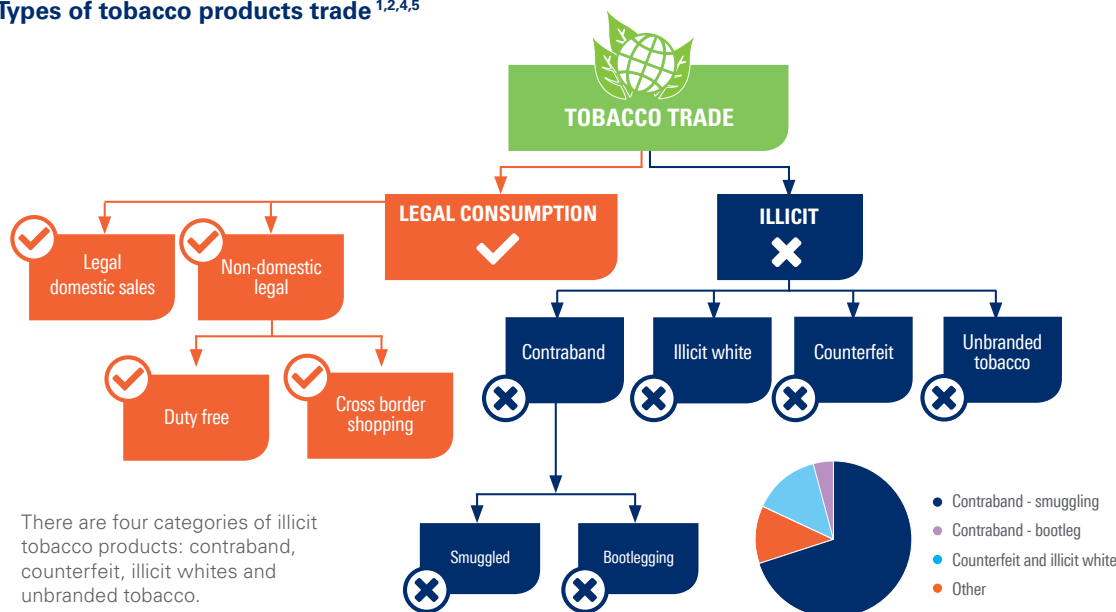 Types of tobacco products trade 1,2,4,5
TOBACCO TRADE
LEGAL CONSUMPTION
ILLICIT
Legal
domestic sales
Non-domestic
legal
Duty free
Cross border
shopping
Contraband
Illicit white
Counterfeit
Unbranded
tobacco
Smuggled
Bootlegging
There are four categories of illicit
tobacco products: contraband,
counterfeit, illicit whites and
unbranded tobacco.
Contraband - smuggling
Contraband - bootleg
Counterfeit and illicit white
Other